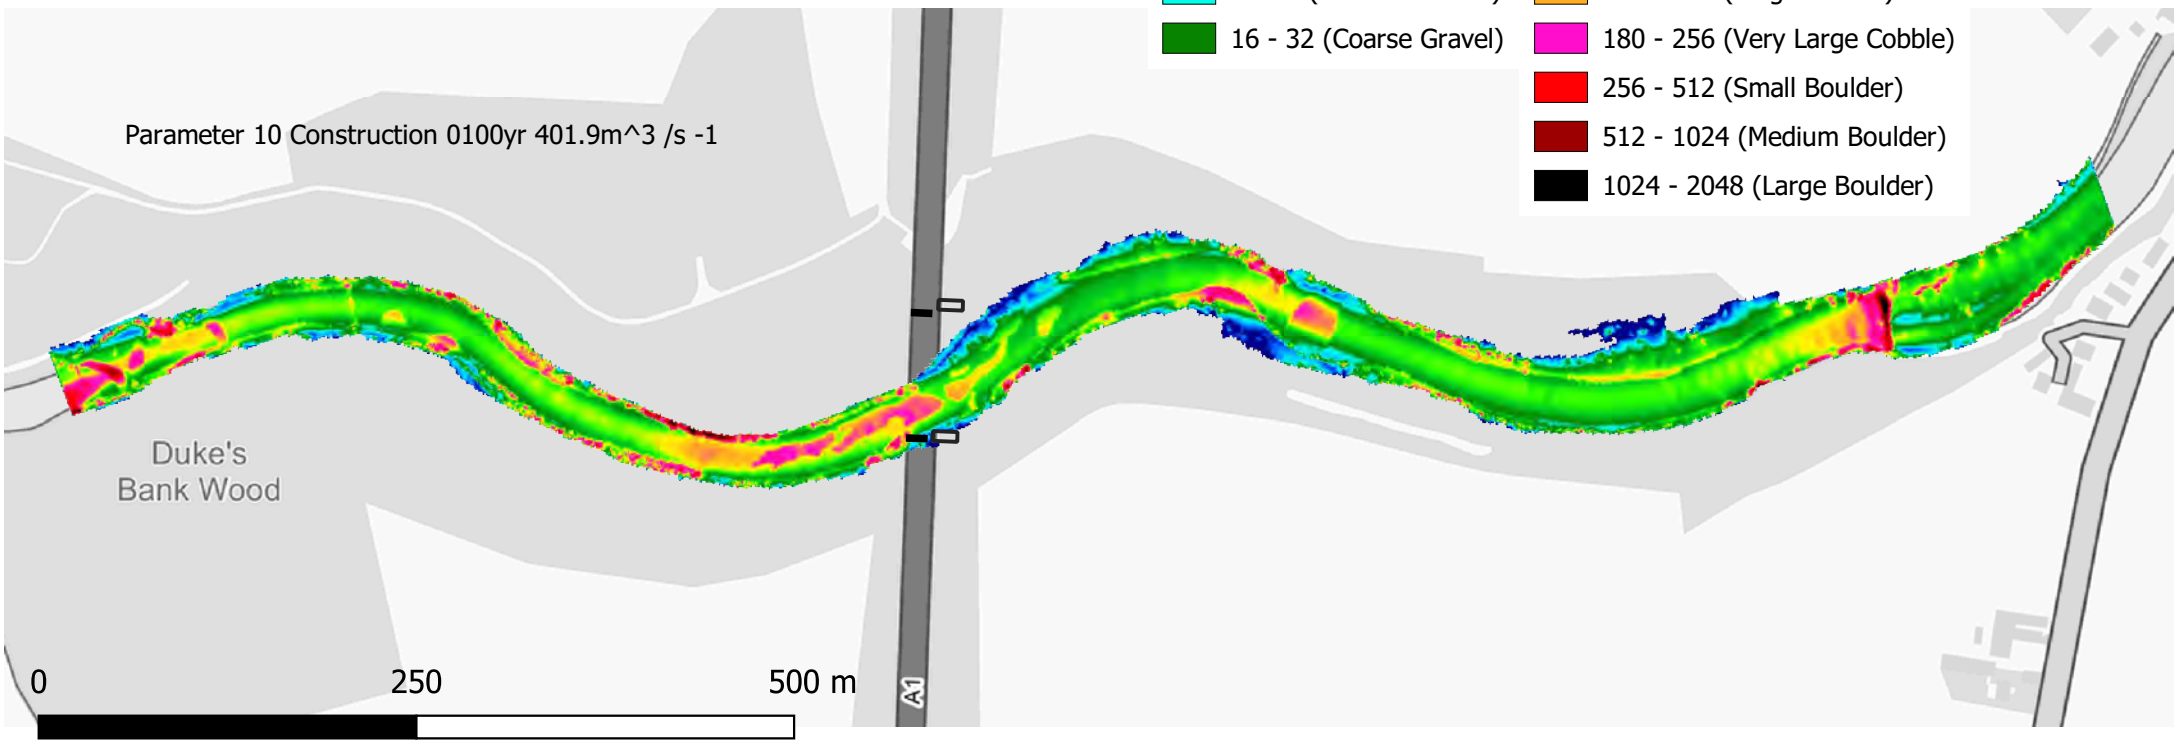 16 - 32 (Coarse Gravel)
180 - 256 (Very Large Cobble)
256 - 512 (Small Boulder)
512 - 1024 (Medium Boulder)
1024 - 2048 (Large Boulder)
Parameter 10 Construction 0100yr 401.9m^3 /s -1
Duke's
Bank Wood
0 250 500 m
A1